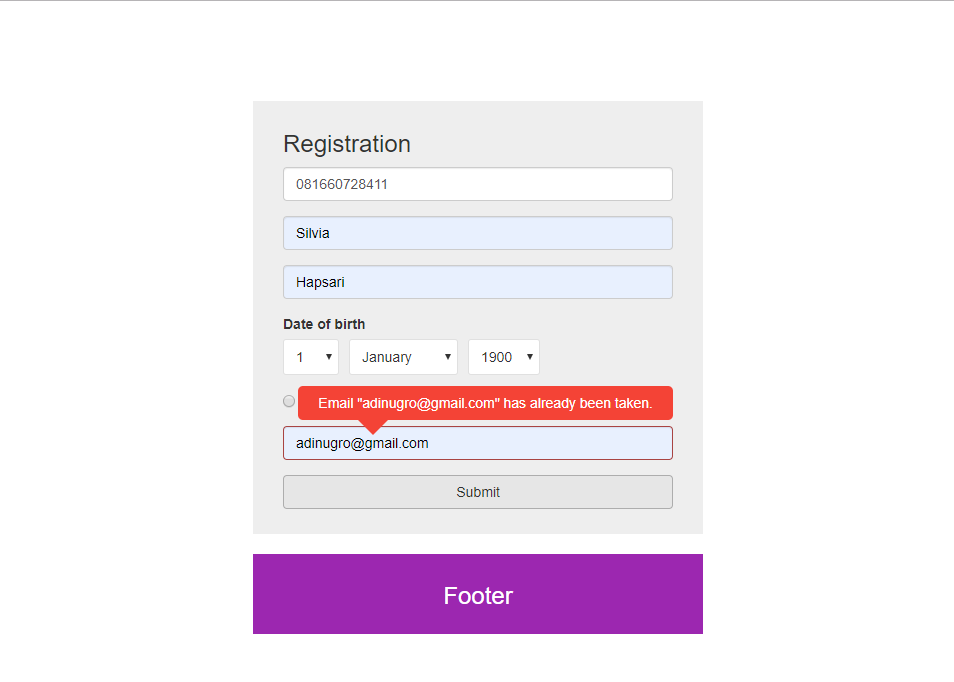 Registration
081660728411
Silvia
Hapsari
Date of birth
1 January 1900
Email "adinugro@gmail.com" has already been taken.
adinugro@gmail.com
Submit
Footer